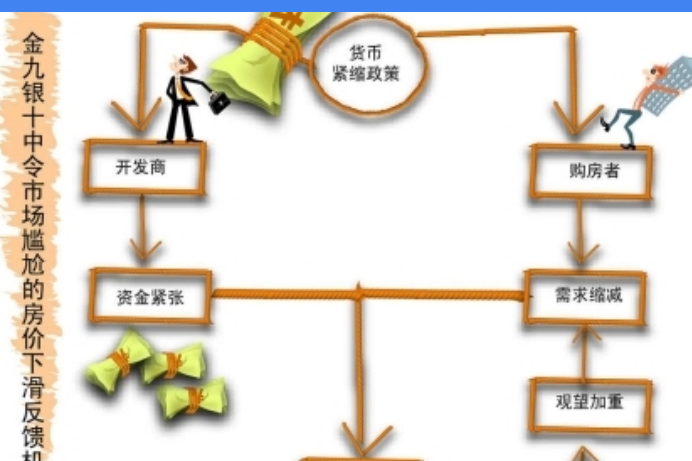 金九银十中令市场尴尬的房价下滑反馈机
货币
紧缩政策
开发商
购房者
资金紧张
需求缩减
观望加重